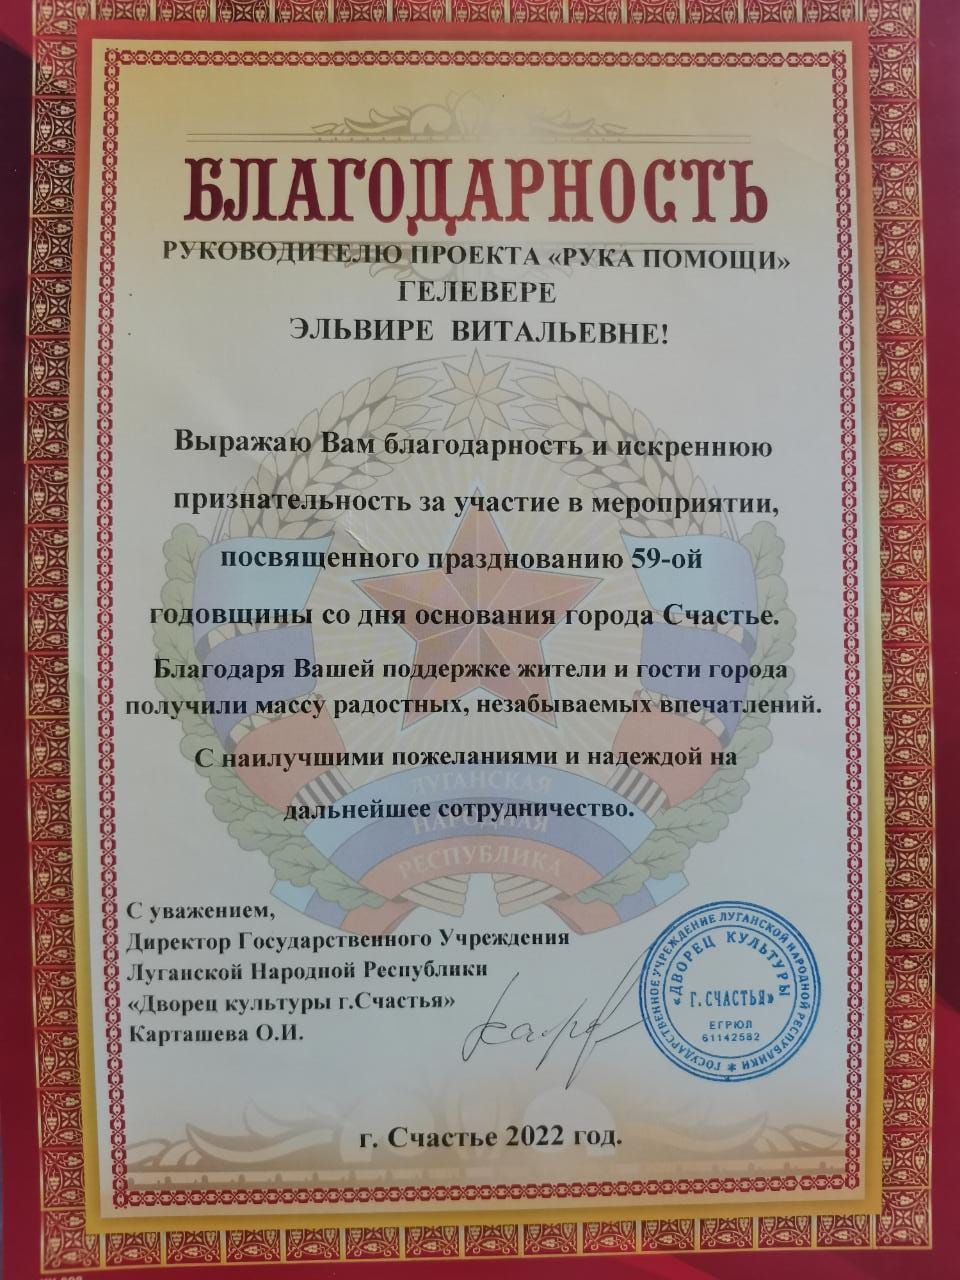 БЛАГОДАРНОСТЬ
РУКОВОДИТЕЛЮ ПРОЕКТА «РУКА ПОМОЩИ»
ГЕЛЕВЕРЕ
ЭЛЬВИРЕ ВИТАЛЬЕВНЕ!
Выражаю Вам благодарность и искреннюю
признательность за участие в мероприятии,
посвященного празднованию 59-ой
годовщины со дня основания города Счастье.
Благодаря Вашей поддержке жители и гости города
получили массу радостных, незабываемых впечатлений.
С наилучшими пожеланиями и надеждой на
дальнейшее сотрудничество.
ЛУГАНСКАЯ
НАРОДНАЯ
РЕСПУБЛИКА
С уважением,
Директор Государственного Учреждения
Луганской Народной Республики
«Дворец культуры г.Счастья»
Карташева О.И.
ГОСУДАРСТВЕННОЕ УЧРЕЖДЕНИЕ ЛУГАНСКОЙ НАРОДНОЙ РЕСПУБЛИКИ
«ДВОРЕЦ КУЛЬТУРЫ
Г.СЧАСТЬЯ»
ЕГРЮЛ
61142582
г. Счастье 2022 год.